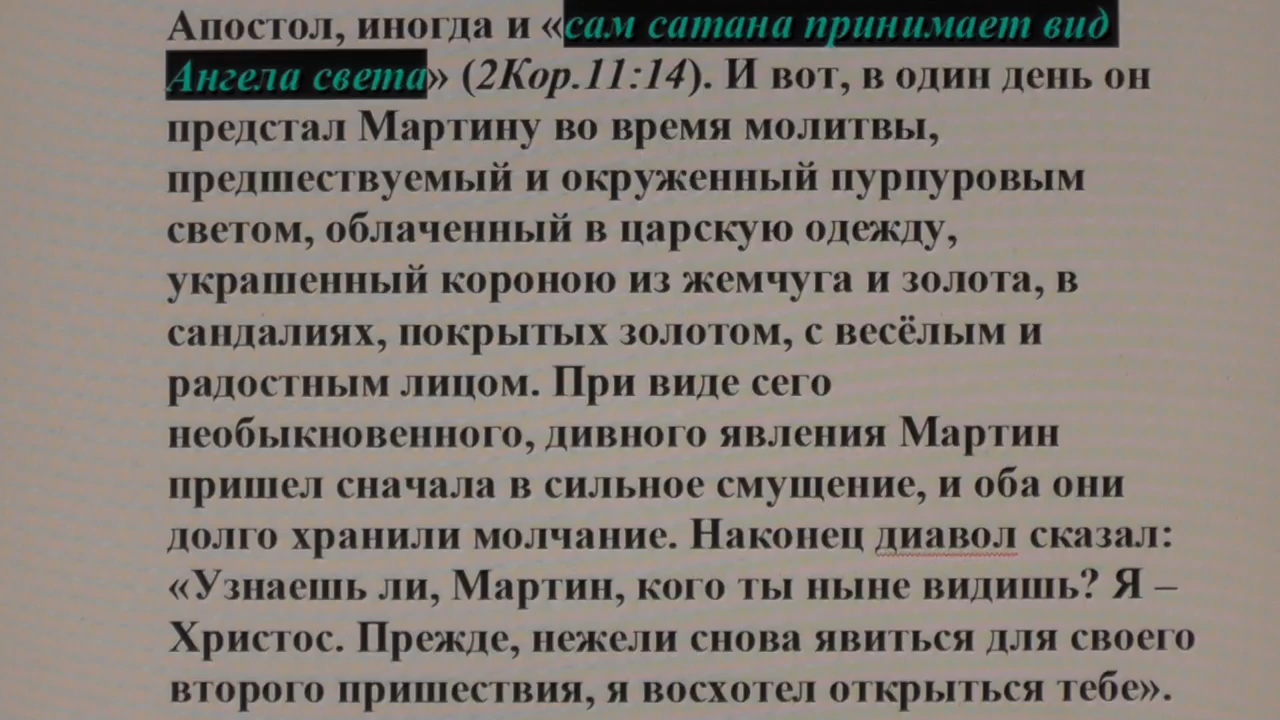 Апостол, иногда и «сам сатана принимает вид
Ангела света» (2Кор.11:14). И вот, в один день он
предстал Мартину во время молитвы,
предшествуемый и окруженный пурпуровым
светом, облаченный в царскую одежду,
украшенный короною из жемчуга и золота, в
сандалиях, покрытых золотом, с весёлым и
радостным лицом. При виде сего
необыкновенного, дивного явления Мартин
пришел сначала в сильное смущение, и оба они
долго хранили молчание. Наконец диавол сказал:
«Узнаешь ли, Мартин, кого ты ныне видишь? Я –
Христос. Прежде, нежели снова явиться для своего
второго пришествия, я восхотел открыться тебе».